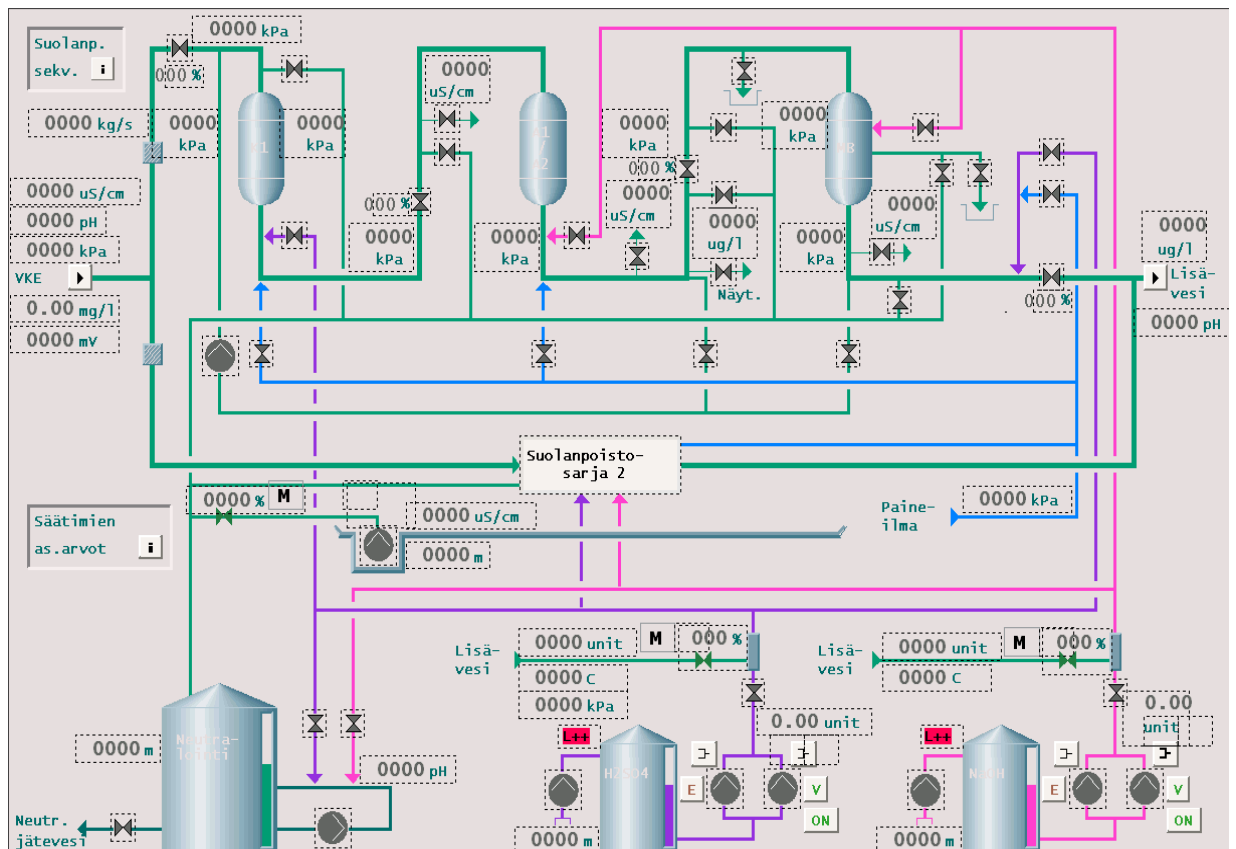 0000 kPa
Suolanp.
sekv. i
000 %
0000
uS/cm
0000 kg/s
0000
kPa
0000
kPa
0000
kPa
0000
kPa
000 %
0000 uS/cm
0000 pH
0000 kPa
VKE
0.00 mg/l
0000 mV
000 %
0000
kPa
0000
kPa
0000
uS/cm
0000
ug/l
Näyt.
0000
kPa
0000
uS/cm
000 %
0000
ug/l
Lisä-
vesi
0000 pH
Suolanpoisto-
sarja 2
0000 % M
0000 uS/cm
0000 m
Säätimien
as.arvot i
Paine-
ilma
0000 kPa
Lisä-
vesi
0000 unit
M
000 %
0000 C
0000 kPa
Lisä-
vesi
0000 unit
M
000 %
0000 C
0.00 unit
0.00
unit
L++
L++
0000 m
Neutra-
lointi
0000 pH
H2SO4
E
V
ON
0000 m
NaOH
E
V
ON
0000 m
Neutr.
jätevesi